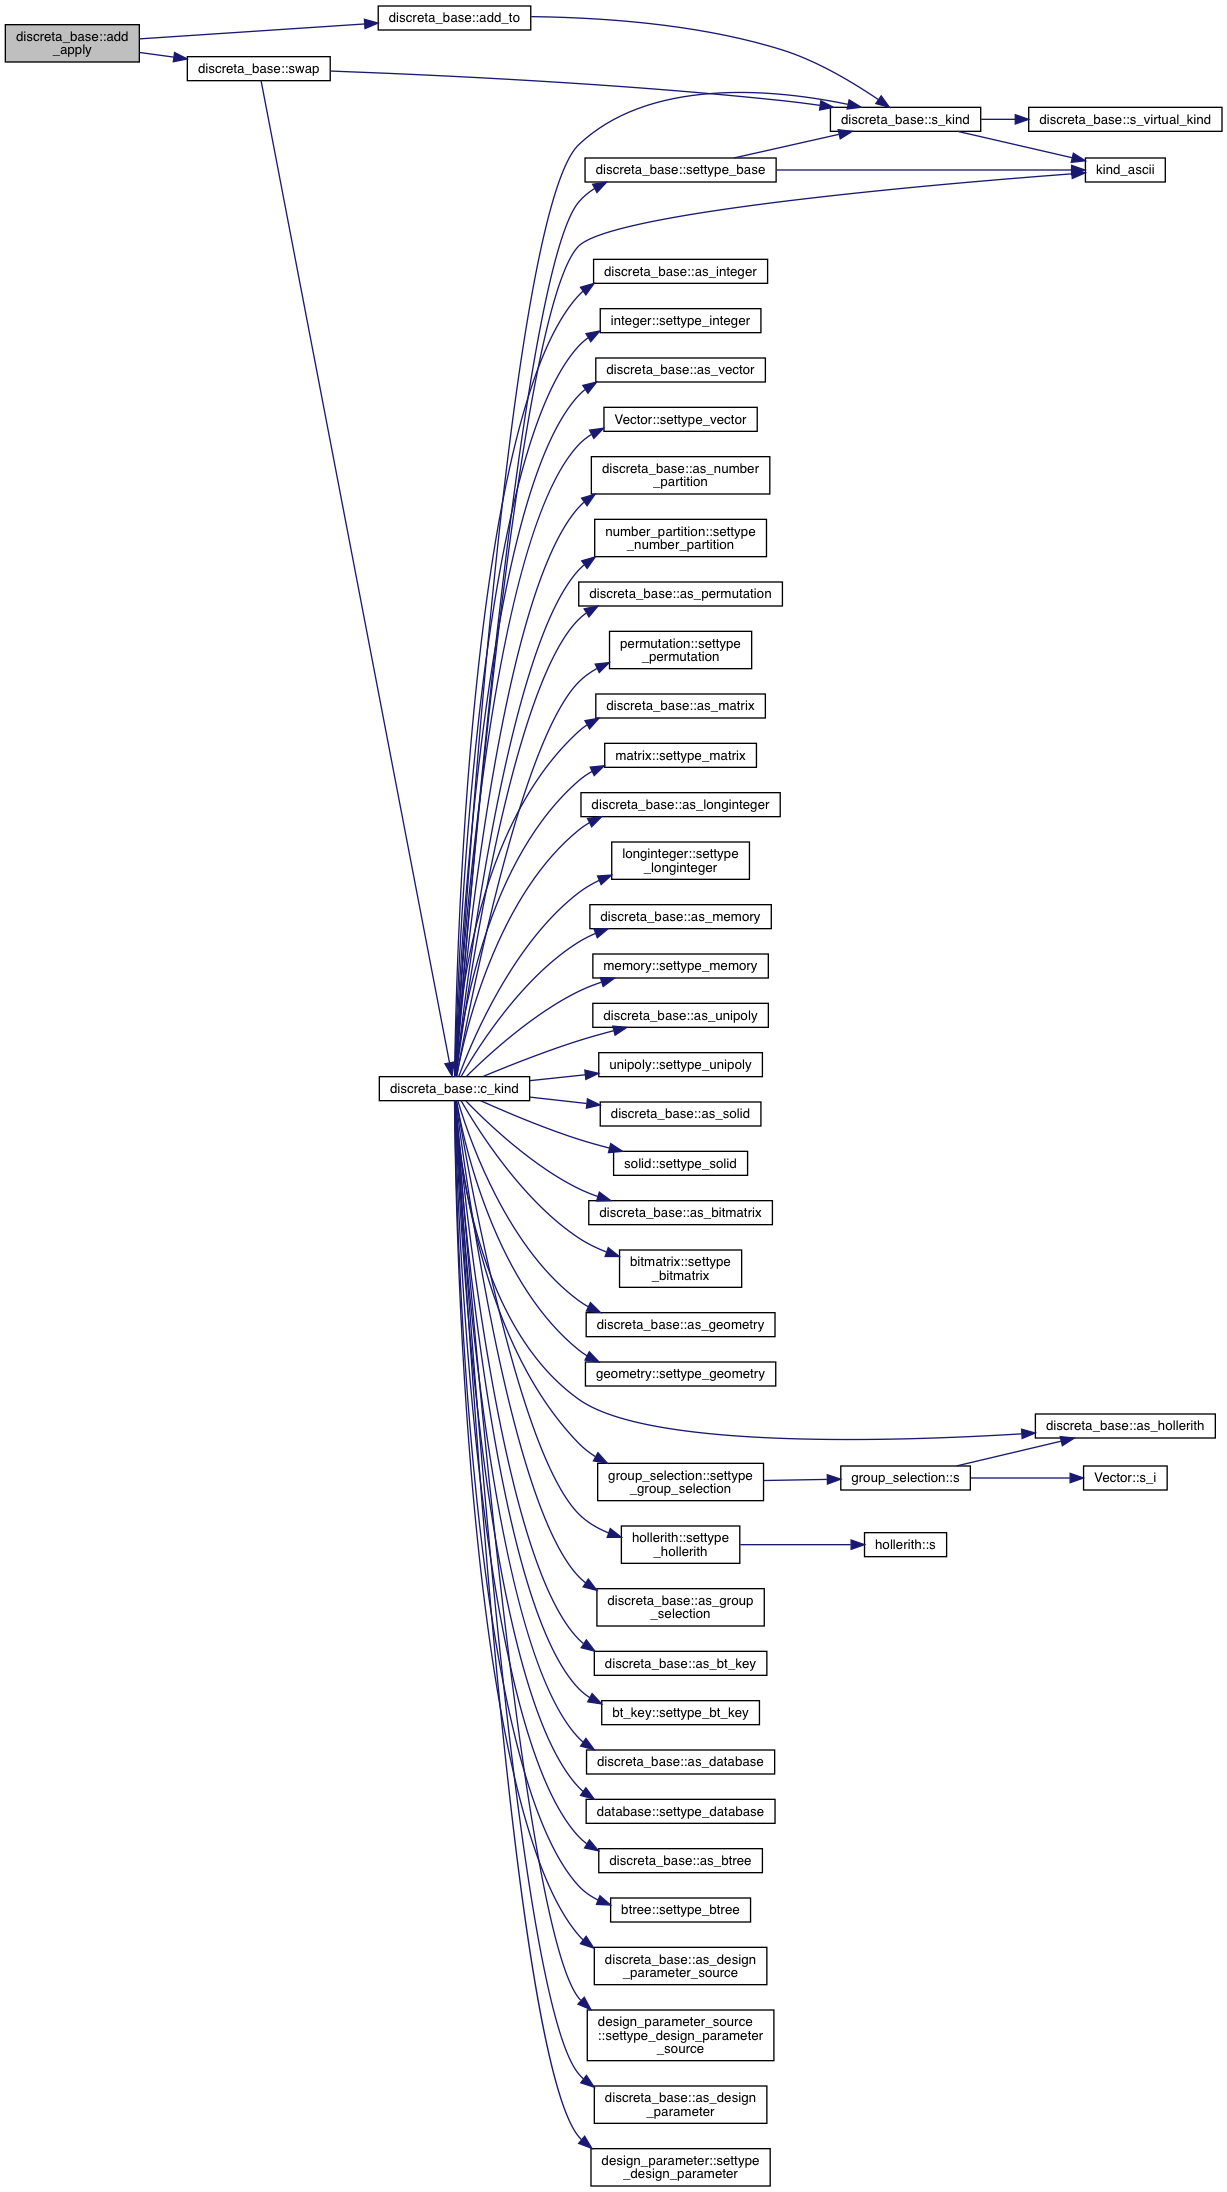 discreta_base::add
_apply
discreta_base::add_to
discreta_base::swap
discreta_base::s_kind
discreta_base::s_virtual_kind
discreta_base::settype_base
kind_ascii
discreta_base::as_integer
integer::settype_integer
discreta_base::as_vector
Vector::settype_vector
discreta_base::as_number
_partition
number_partition::settype
_number_partition
discreta_base::as_permutation
permutation::settype
_permutation
discreta_base::as_matrix
matrix::settype_matrix
discreta_base::as_longinteger
longinteger::settype
_longinteger
discreta_base::as_memory
memory::settype_memory
discreta_base::as_unipoly
unipoly::settype_unipoly
discreta_base::c_kind
discreta_base::as_solid
solid::settype_solid
discreta_base::as_bitmatrix
bitmatrix::settype
_bitmatrix
discreta_base::as_geometry
geometry::settype_geometry
discreta_base::as_hollerith
group_selection::settype
_group_selection
group_selection::s
Vector::s_i
hollerith::settype
_hollerith
hollerith::s
discreta_base::as_group
_selection
discreta_base::as_bt_key
bt_key::settype_bt_key
discreta_base::as_database
database::settype_database
discreta_base::as_btree
btree::settype_btree
discreta_base::as_design
_parameter_source
design_parameter_source
::settype_design_parameter
_source
discreta_base::as_design
_parameter
design_parameter::settype
_design_parameter